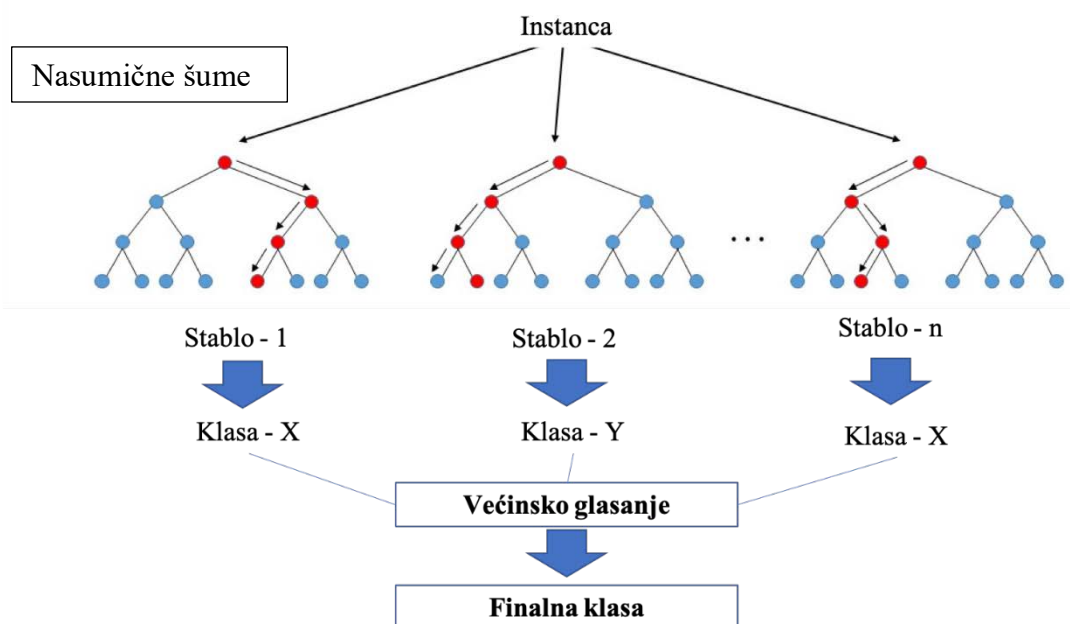 Instanca
Nasumične šume
...
Stablo - 1
Stablo - 2
Stablo - n
Klasa - X
Klasa - Y
Klasa - X
Većinsko glasanje
Finalna klasa